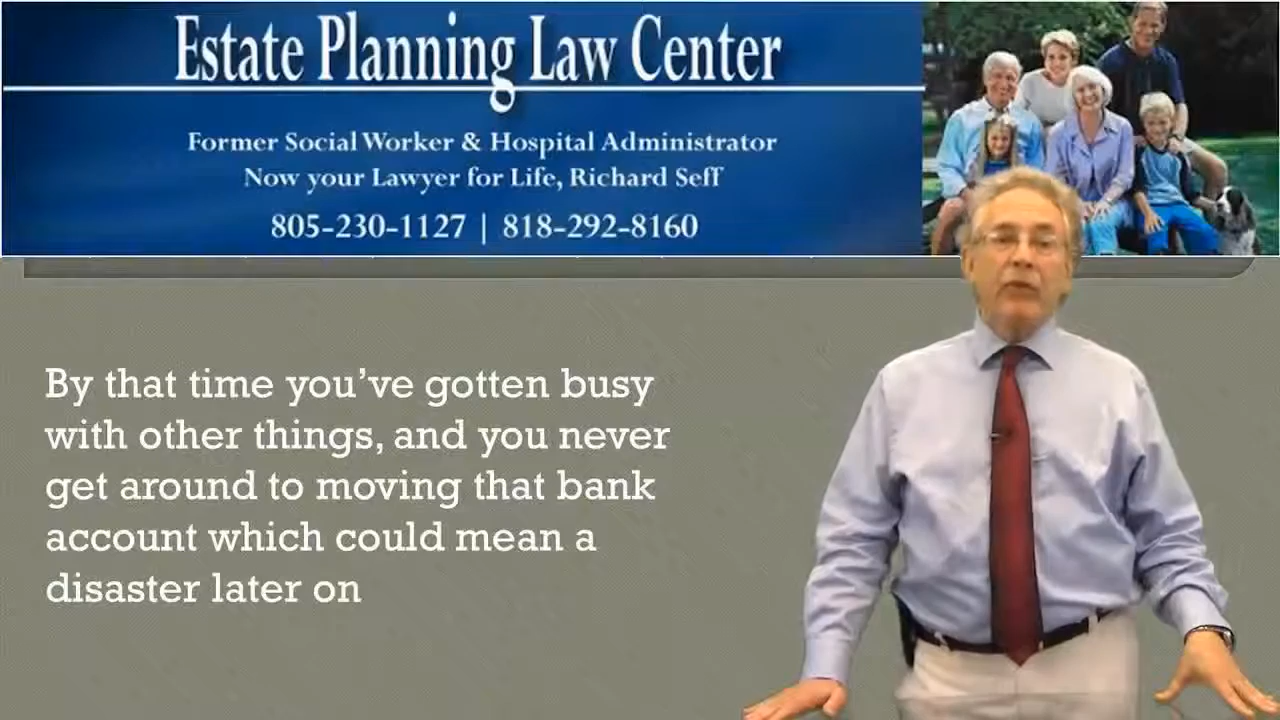 Estate Planning Law Center
Former Social Worker & Hospital Administrator
Now your Lawyer for Life, Richard Seff
805-230-1127 | 818-292-8160
By that time you’ve gotten busy
with other things, and you never
get around to moving that bank
account which could mean a
disaster later on